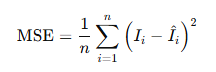 MSE = \frac{1}{n} \sum_{i=1}^{n} \left( I_i - \hat{I}_i \right)^2